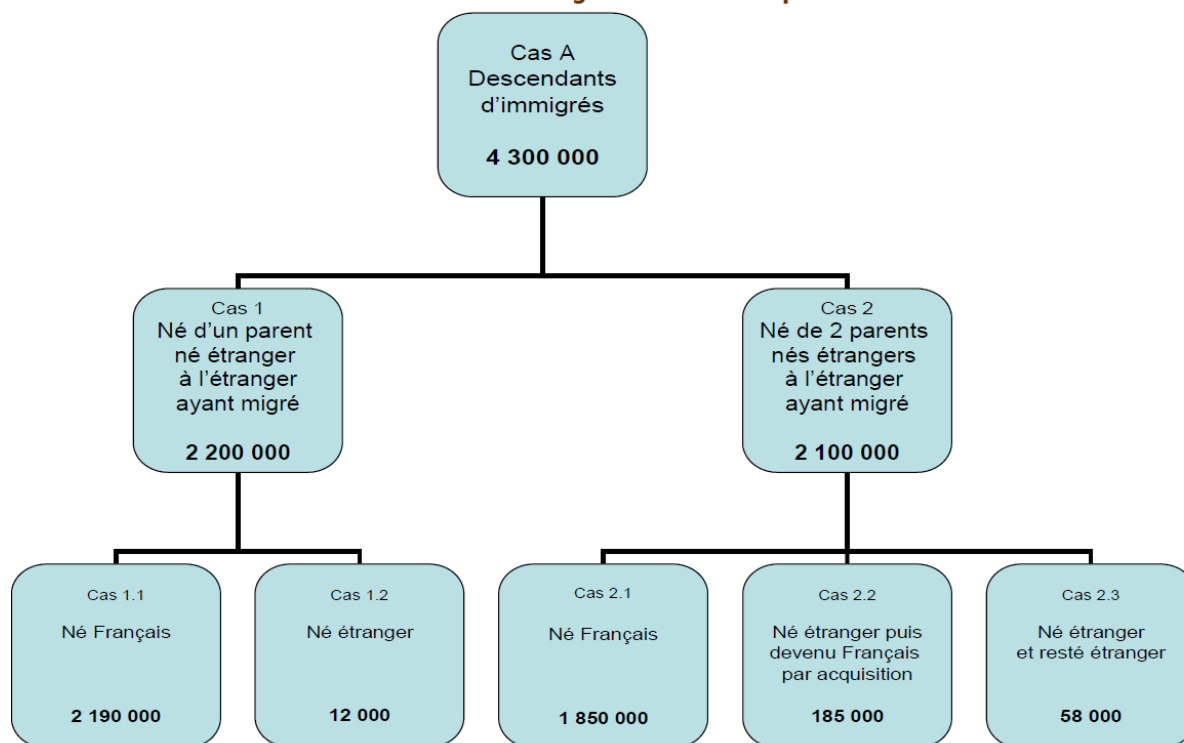 Cas A
Descendants
d'immigrés
4 300 000
Cas 1
Né d'un parent
né étranger
à l'étranger
ayant migré
2 200 000
Cas 2
Né de 2 parents
nés étrangers
à l'étranger
ayant migré
2 100 000
Cas 1.1
Né Français
2 190 000
Cas 1.2
Né étranger
12 000
Cas 2.1
Né Français
1 850 000
Cas 2.2
Né étranger puis
devenu Français
par acquisition
185 000
Cas 2.3
Né étranger
et resté étranger
58 000